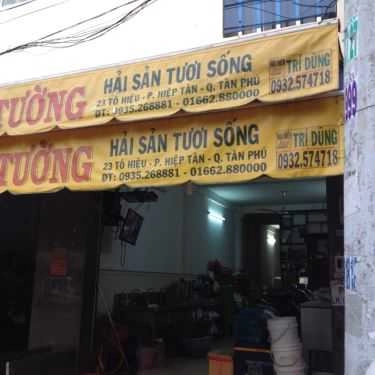 TƯỜNG
HẢI SẢN TƯƠI SỐNG
23 TÔ HIỆU - P. HIỆP TÂN - Q. TÂN PHÚ
ĐT: 0935.268881 - 01662.880000
TRÍ DŨNG
0932.574718
TƯỜNG
HẢI SẢN TƯƠI SỐNG
23 TÔ HIỆU - P. HIỆP TÂN - Q. TÂN PHÚ
ĐT: 0935.268881 - 01662.880000
TRÍ DŨNG
0932.574718